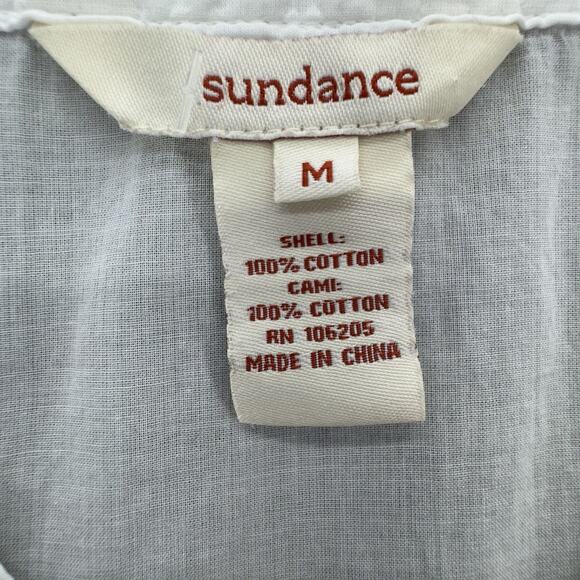 sundance
M
SHELL:
100% COTTON
CAMI:
100% COTTON
RN 106205
MADE IN CHINA